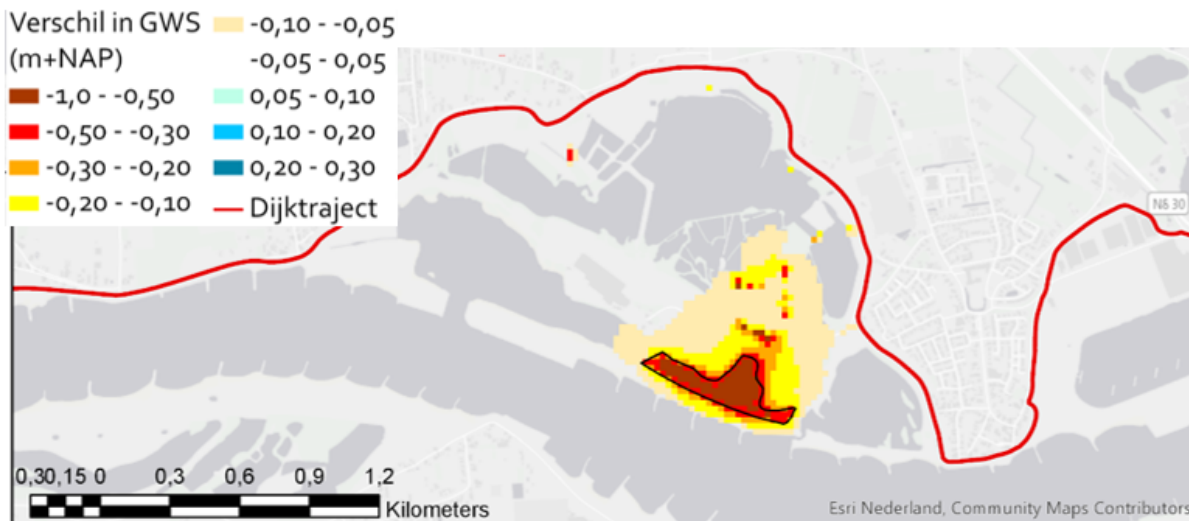 Verschil in GWS
(m+NAP)
-1,0 - -0,50
-0,50 - -0,30
-0,30 - -0,20
-0,20 - -0,10
-0,10 - -0,05
-0,05 - 0,05
0,05 - 0,10
0,10 - 0,20
0,20 - 0,30
Dijktraject
N830
0,30,15 0 0,3 0,6 0,9 1,2
Kilometers
Esri Nederland, Community Maps Contributors